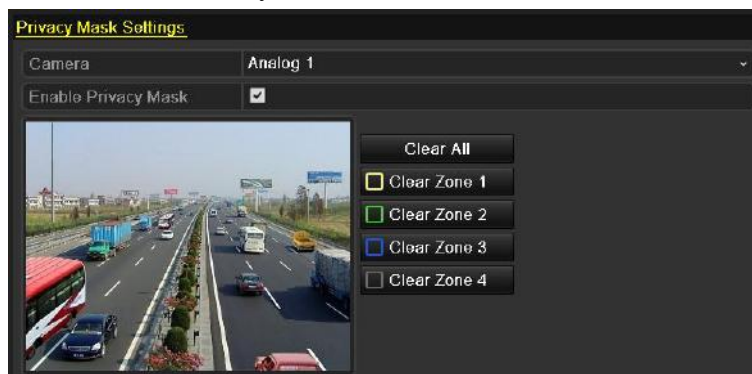 Privacy Mask Settings
Camera Analog 1
Enable Privacy Mask
Clear All
Clear Zone 1
Clear Zone 2
Clear Zone 3
Clear Zone 4